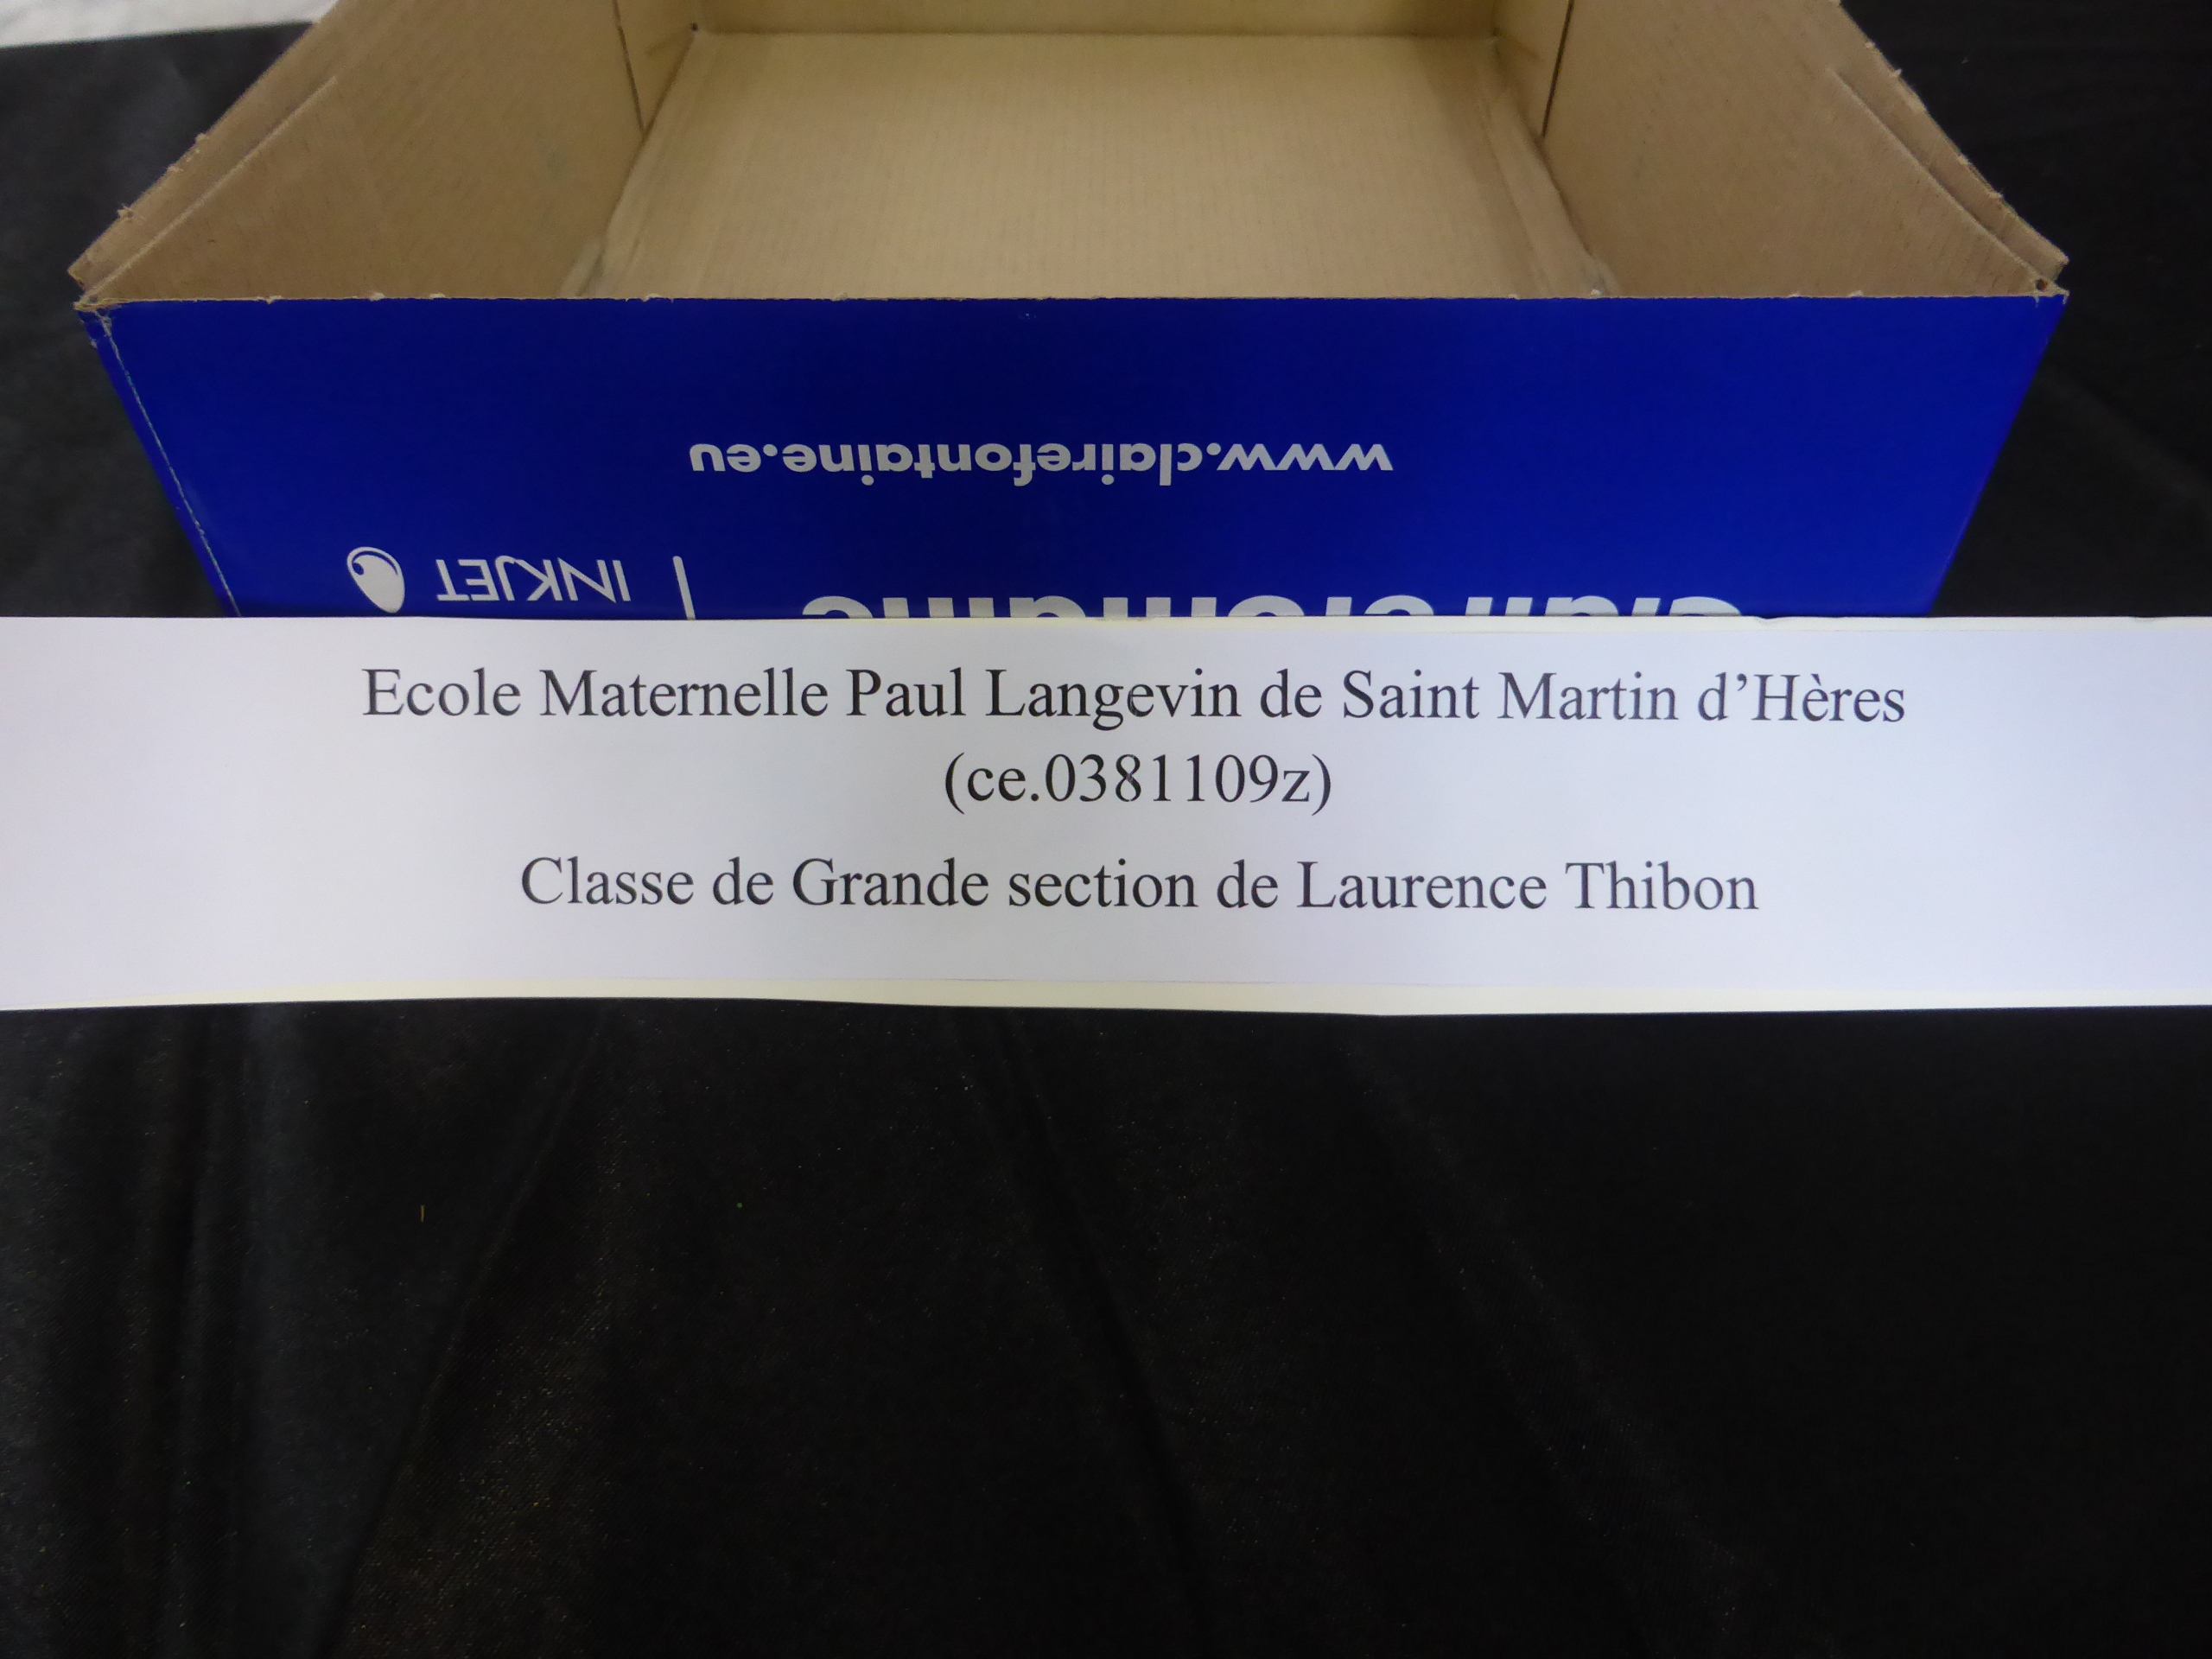 www.clairefontaine.eu
INKJET
Ecole Maternelle Paul Langevin de Saint Martin d’Hères
(ce.0381109z)
Classe de Grande section de Laurence Thibon